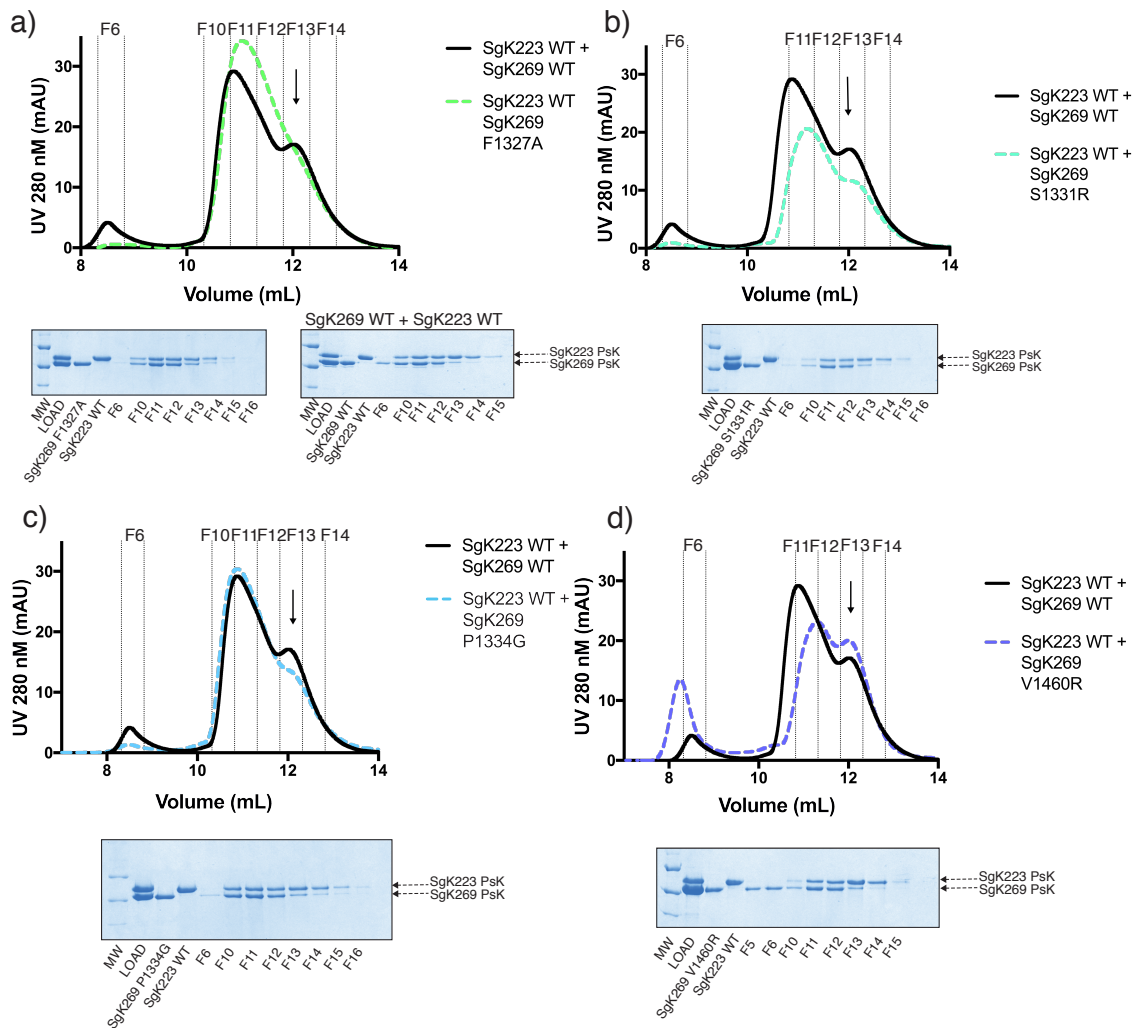 a)
F6
F10 F11 F12 F13 F14
UV 280 nM (mAU)
30
20
10
0
8
10
12
14
Volume (mL)
SgK223 WT +
SgK269 WT
SgK223 WT
SgK269
F1327A
SgK269 WT + SgK223 WT
SgK223 PsK
SgK269 PsK
MW
LOAD
SgK269 F1327A
SgK223 WT
F6
F10
F11
F12
F13
F14
F15
F16
MW
LOAD
SgK269 WT
SgK223 WT
F6
F10
F11
F12
F13
F14
F15
b)
F6
F11 F12 F13 F14
UV 280 nM (mAU)
30
20
10
0
8
10
12
14
Volume (mL)
SgK223 WT +
SgK269 WT
SgK223 WT +
SgK269
S1331R
SgK223 PsK
SgK269 PsK
MW
LOAD
SgK269 S1331R
SgK223 WT
F6
F10
F11
F12
F13
F14
F15
F16
c)
F6
F10 F11 F12 F13 F14
UV 280 nM (mAU)
30
20
10
0
8
10
12
14
Volume (mL)
SgK223 WT +
SgK269 WT
SgK223 WT +
SgK269
P1334G
SgK223 PsK
SgK269 PsK
MW
LOAD
SgK269 P1334G
SgK223 WT
F6
F10
F11
F12
F13
F14
F15
F16
d)
F6
F11 F12 F13 F14
UV 280 nM (mAU)
30
20
10
0
8
10
12
14
Volume (mL)
SgK223 WT +
SgK269 WT
SgK223 WT +
SgK269
V1460R
SgK223 PsK
SgK269 PsK
MW
LOAD
SgK269 V1460R
SgK223 WT
F5
F6
F10
F11
F12
F13
F14
F15